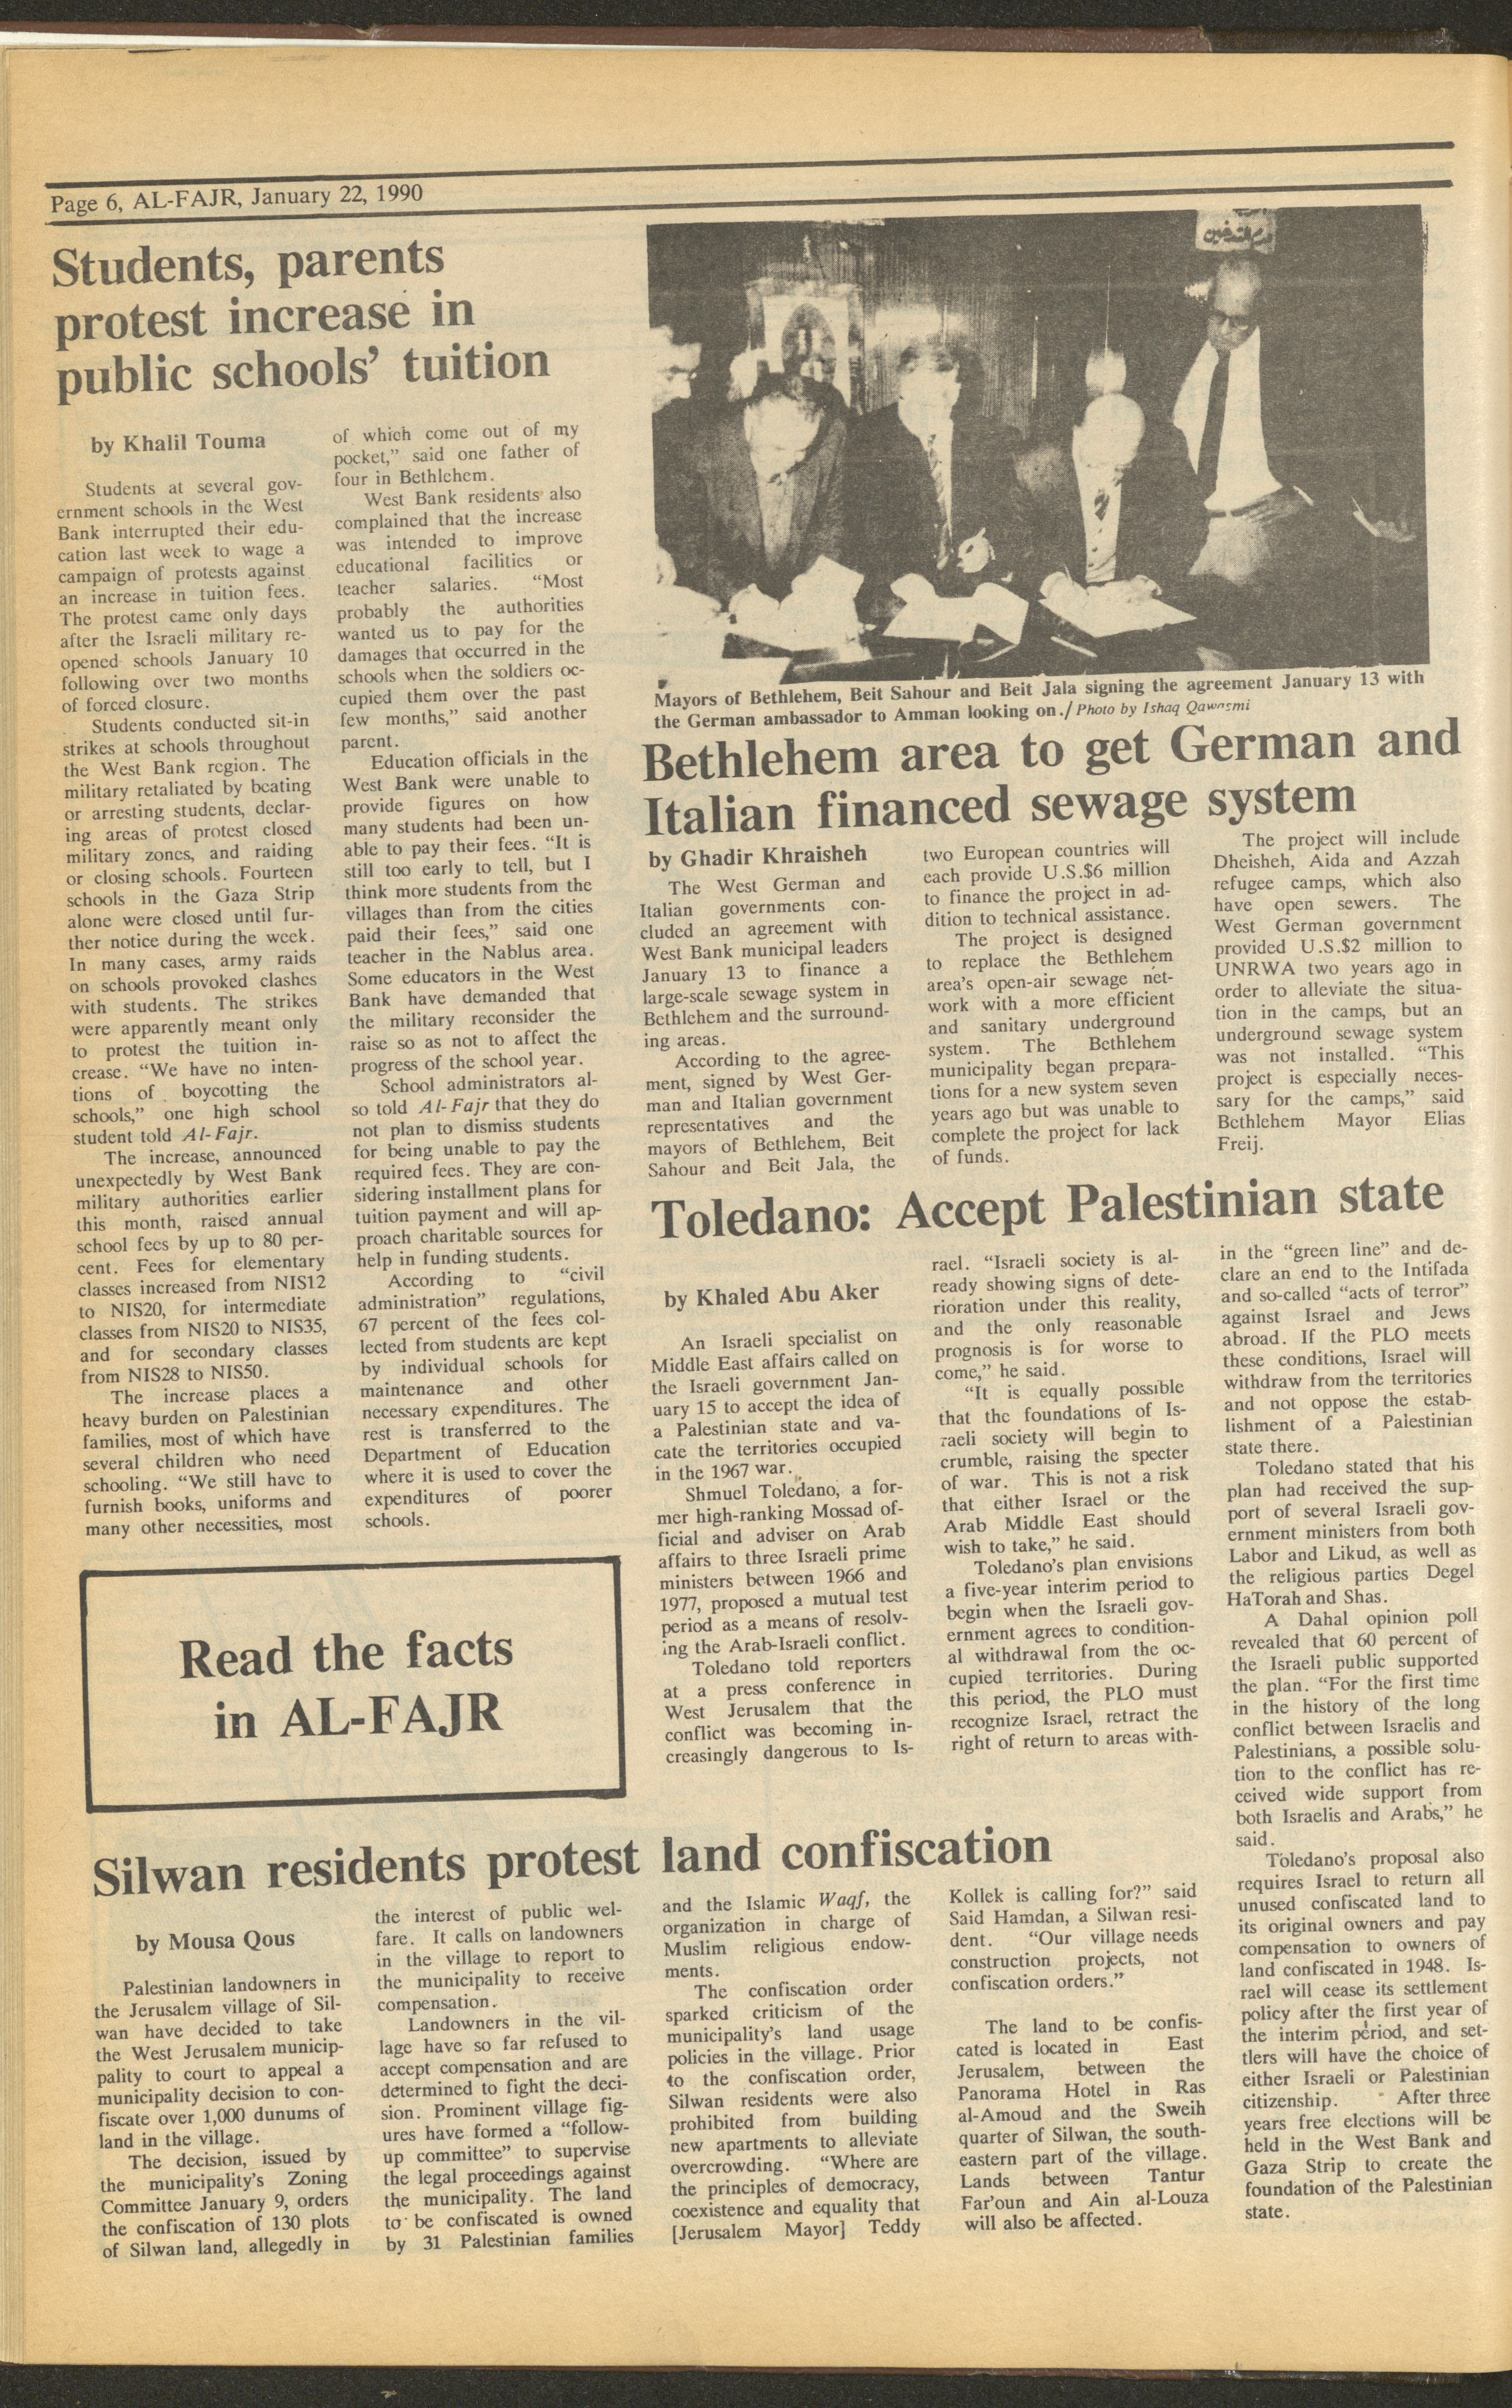 Page 6, AL-FAJR, January 22, 1990
Students, parents
protest increase in
public schools' tuition
by Khalil Touma
Students at several gov-
ernment schools in the West
Bank interrupted their edu-
cation last week to wage a
campaign of protests against
an increase in tuition fees.
The protest came only days
after the Israeli military re-
opened schools January 10
following over two months
of forced closure.
Students conducted sit-in
strikes at schools throughout
the West Bank region. The
military retaliated by beating
or arresting students, declar-
ing areas of protest closed
military zones, and raiding
or closing schools. Fourteen
schools in the Gaza Strip
alone were closed until fur-
ther notice during the week.
In many cases, army raids
on schools provoked clashes
with students. The strikes
were apparently meant only
to protest the tuition in-
crease. "We have no inten-
tions of boycotting the
schools," one high school
student told Al-Fajr.
The increase, announced
unexpectedly by West Bank
military authorities earlier
this month, raised annual
school fees by up to 80 per-
cent. Fees for elementary
classes increased from NIS12
to NIS20, for intermediate
classes from NIS20 to NIS35,
and for secondary classes
from NIS28 to NIS50.
The increase places a
heavy burden on Palestinian
families, most of which have
several children who need
schooling. "We still have to
furnish books, uniforms and
many other necessities, most
of which come out of my
pocket," said one father of
four in Bethlehem.
West Bank residents also
complained that the increase
was intended to improve
educational facilities or
teacher salaries. "Most
probably the authorities
wanted us to pay for the
damages that occurred in the
schools when the soldiers oc-
cupied them over the past
few months," said another
parent.
Education officials in the
West Bank were unable to
provide figures on how
many students had been un-
able to pay their fees. "It is
still too early to tell, but I
think more students from the
villages than from the cities
paid their fees," said one
teacher in the Nablus area.
Some educators in the West
Bank have demanded that
the military reconsider the
raise so as not to affect the
progress of the school year.
School administrators al-
so told Al-Fajr that they do
not plan to dismiss students
for being unable to pay the
required fees. They are con-
sidering installment plans for
tuition payment and will ap-
proach charitable sources for
help in funding students.
According to "civil
administration" regulations,
67 percent of the fees col-
lected from students are kept
by individual schools for
maintenance and other
necessary expenditures. The
rest is transferred to the
Department of Education
where it is used to cover the
expenditures of poorer
schools.
Mayors of Bethlehem, Beit Sahour and Beit Jala signing the agreement January 13 with
the German ambassador to Amman looking on./Photo by Ishaq Qawasmi
Bethlehem area to get German and
Italian financed sewage system
by Ghadir Khraisheh
The West German and
Italian governments con-
cluded an agreement with
West Bank municipal leaders
January 13 to finance a
large-scale sewage system in
Bethlehem and the surround-
ing areas.
According to the agree-
ment, signed by West Ger-
man and Italian government
representatives and the
mayors of Bethlehem, Beit
Sahour and Beit Jala, the
two European countries will
each provide U.S.$6 million
to finance the project in ad-
dition to technical assistance.
The project is designed
to replace the Bethlehem
area's open-air sewage net-
work with a more efficient
and sanitary underground
system. The Bethlehem
municipality began prepara-
tions for a new system seven
years ago but was unable to
complete the project for lack
of funds.
The project will include
Dheisheh, Aida and Azzah
refugee camps, which also
have open sewers. The
West German government
provided U.S.$2 million to
UNRWA two years ago in
order to alleviate the situa-
tion in the camps, but an
underground sewage system
was not installed. "This
project is especially neces-
sary for the camps," said
Bethlehem Mayor Elias
Freij.
Toledano: Accept Palestinian state
by Khaled Abu Aker
An Israeli specialist on
Middle East affairs called on
the Israeli government Jan-
uary 15 to accept the idea of
a Palestinian state and va-
cate the territories occupied
in the 1967 war.
Shmuel Toledano, a for-
mer high-ranking Mossad of-
ficial and adviser on Arab
affairs to three Israeli prime
ministers between 1966 and
1977, proposed a mutual test
period as a means of resolv-
ing the Arab-Israeli conflict.
Toledano told reporters
at a press conference in
West Jerusalem that the
conflict was becoming in-
creasingly dangerous to Is-
rael. "Israeli society is al-
ready showing signs of dete-
rioration under this reality,
and the only reasonable
prognosis is for worse to
come," he said.
"It is equally possible
that the foundations of Is-
raeli society will begin to
crumble, raising the specter
of war. This is not a risk
that either Israel or the
Arab Middle East should
wish to take," he said.
Toledano's plan envisions
a five-year interim period to
begin when the Israeli gov-
ernment agrees to condition-
al withdrawal from the oc-
cupied territories. During
this period, the PLO must
recognize Israel, retract the
right of return to areas with-
in the "green line" and de-
clare an end to the Intifada
and so-called "acts of terror"
against Israel and Jews
abroad. If the PLO meets
these conditions, Israel will
withdraw from the territories
and not oppose the estab-
lishment of a Palestinian
state there.
Toledano stated that his
plan had received the sup-
port of several Israeli gov-
ernment ministers from both
Labor and Likud, as well as
the religious parties Degel
HaTorah and Shas.
A Dahal opinion poll
revealed that 60 percent of
the Israeli public supported
the plan. "For the first time
in the history of the long
conflict between Israelis and
Palestinians, a possible solu-
tion to the conflict has re-
ceived wide support from
both Israelis and Arabs," he
said.
Toledano's proposal also
requires Israel to return all
unused confiscated land to
its original owners and pay
compensation to owners of
land confiscated in 1948. Is-
rael will cease its settlement
policy after the first year of
the interim period, and set-
tlers will have the choice of
either Israeli or Palestinian
citizenship. After three
years free elections will be
held in the West Bank and
Gaza Strip to create the
foundation of the Palestinian
state.
Read the facts
in AL-FAJR
Silwan residents protest land confiscation
by Mousa Qous
Palestinian landowners in
the Jerusalem village of Sil-
wan have decided to take
the West Jerusalem municip-
pality to court to appeal a
municipality decision to con-
fiscate over 1,000 dunums of
land in the village.
The decision, issued by
the municipality's Zoning
Committee January 9, orders
the confiscation of 130 plots
of Silwan land, allegedly in
the interest of public wel-
fare. It calls on landowners
in the village to report to
the municipality to receive
compensation.
Landowners in the vil-
lage have so far refused to
accept compensation and are
determined to fight the deci-
sion. Prominent village fig-
ures have formed a "follow-
up committee" to supervise
the legal proceedings against
the municipality. The land
to be confiscated is owned
by 31 Palestinian families
and the Islamic Waqf, the
organization in charge of
Muslim religious endow-
ments.
The confiscation order
sparked criticism of the
municipality's land usage
policies in the village. Prior
to the confiscation order,
Silwan residents were also
prohibited from building
new apartments to alleviate
overcrowding. "Where are
the principles of democracy,
coexistence and equality that
[Jerusalem Mayor] Teddy
Kollek is calling for?" said
Said Hamdan, a Silwan resi-
dent. "Our village needs
construction projects, not
confiscation orders."
The land to be confis-
cated is located in East
Jerusalem, between the
Panorama Hotel in Ras
al-Amoud and the Sweih
quarter of Silwan, the south-
eastern part of the village.
Lands between Tantur
Far'oun and Ain al-Louza
will also be affected.